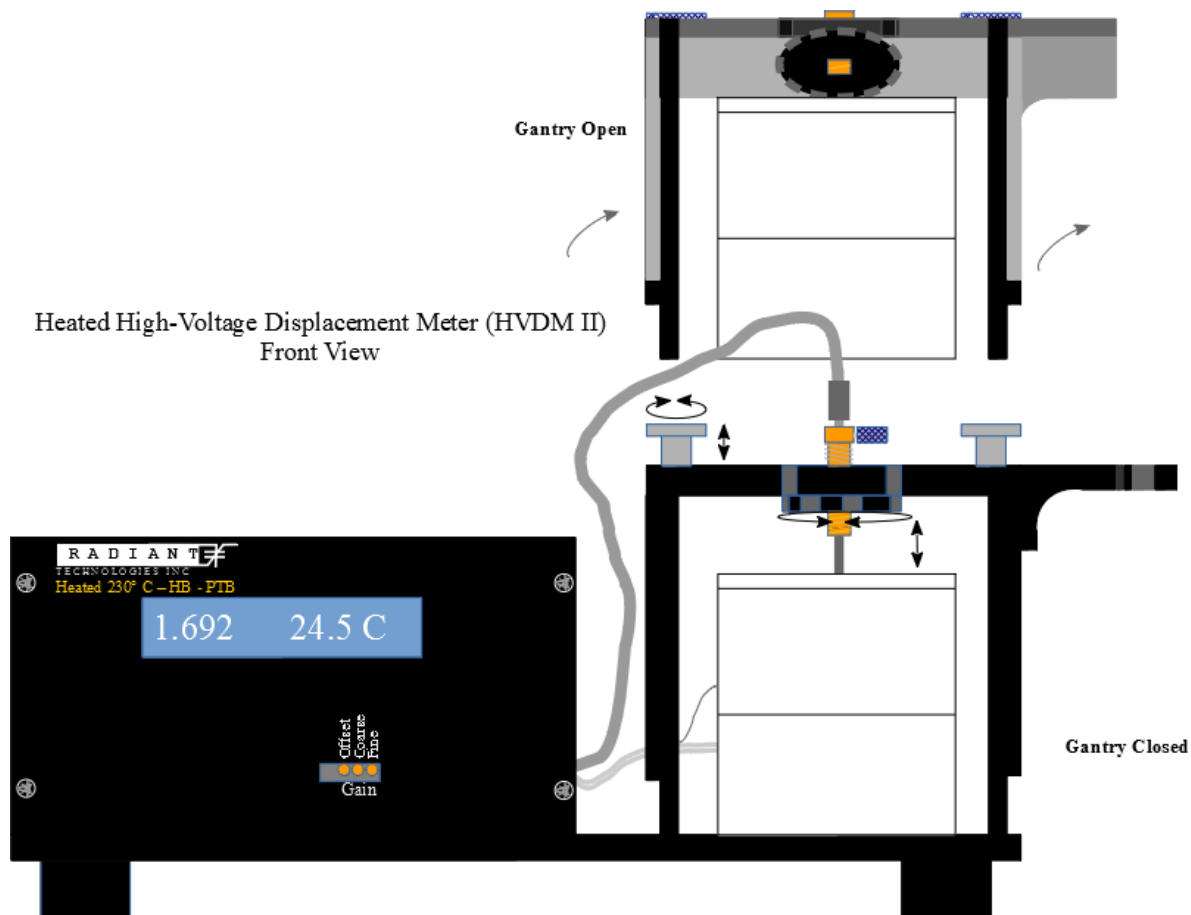 Gantry Open
Heated High-Voltage Displacement Meter (HVDM II)
Front View
RADIANT
TECHNOLOGIES INC
Heated 230° C – HB - PTB
1.692 24.5 C
Offset
Coarse
Fine
Gain
Gantry Closed